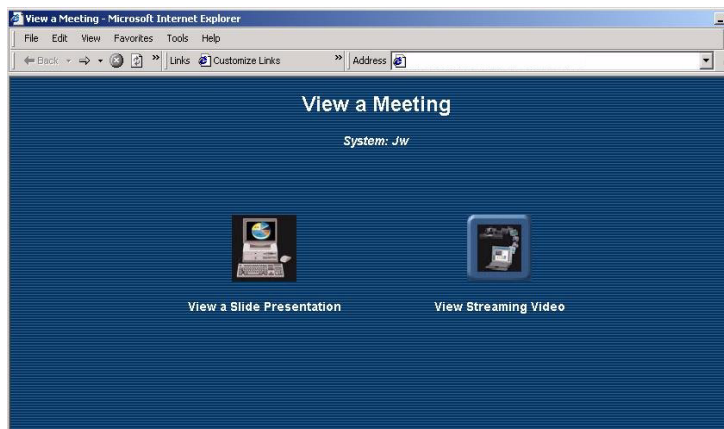 View a Meeting - Microsoft Internet Explorer
File Edit View Favorites Tools Help
Back » Links Customize Links » Address
View a Meeting
System: Jw
View a Slide Presentation View Streaming Video